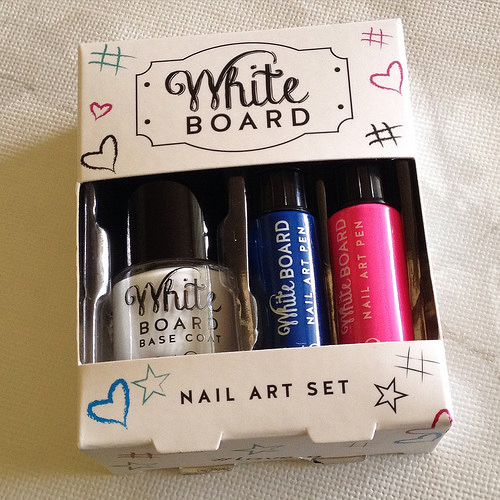 #
#
White
BOARD
#
White
BOARD
BASE COAT
White BOARD
NAIL ART PEN
White BOARD
NAIL ART PEN
#
NAIL ART SET
#